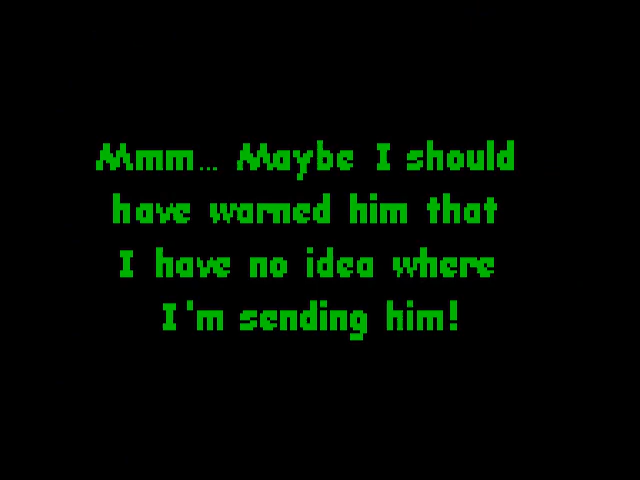 Mmm... Maybe I should
have warned him that
I have no idea where
I'm sending him!